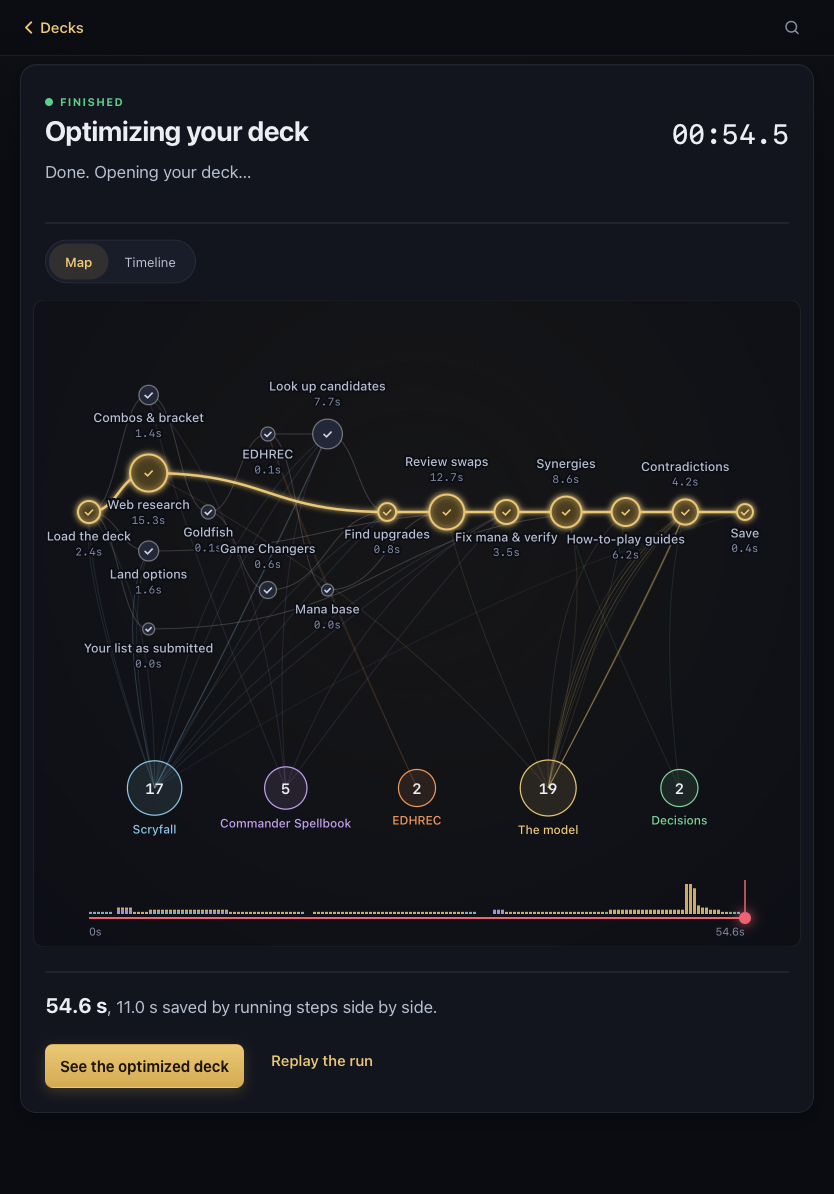 Decks
FINISHED
Optimizing your deck
00:54.5
Done. Opening your deck...
Map
Timeline
Look up candidates
7.7s
Combos & bracket
1.4s
EDHREC
0.1s
Review swaps
12.7s
Synergies
8.6s
Contradictions
4.2s
Web research
15.3s
Load the deck
2.4s
Goldfish
0.1s
Game Changers
0.6s
Find upgrades
0.8s
Fix mana & verify
3.5s
How-to-play guides
6.2s
Save
0.4s
Land options
1.6s
Mana base
0.0s
Your list as submitted
0.0s
17
5
2
19
2
Scryfall
Commander Spellbook
EDHREC
The model
Decisions
0s
54.6s
54.6 s, 11.0 s saved by running steps side by side.
See the optimized deck
Replay the run